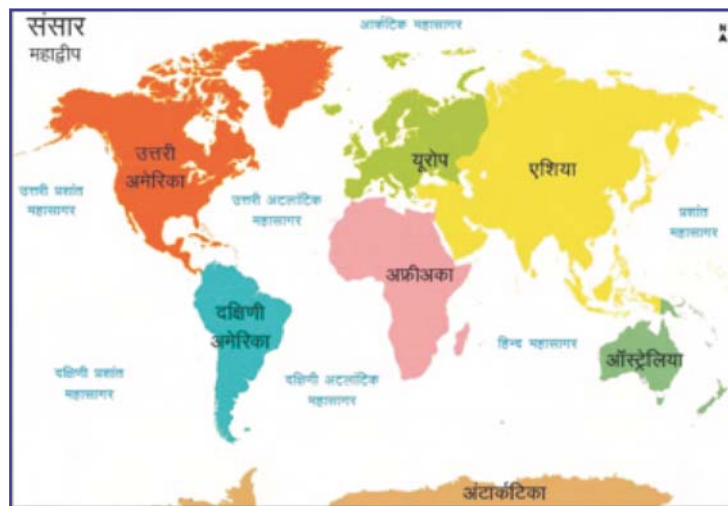 संसार
महाद्वीप
आर्कटिक महासागर
N
उत्तरी
अमेरिका
यूरोप
एशिया
उत्तरी प्रशांत
महासागर
उत्तरी अटलांटिक
महासागर
प्रशांत
महासागर
अफ्रीअका
दक्षिणी
अमेरिका
हिन्द महासागर
ऑस्ट्रेलिया
दक्षिणी प्रशांत
महासागर
दक्षिणी अटलांटिक
महासागर
अंटार्कटिका